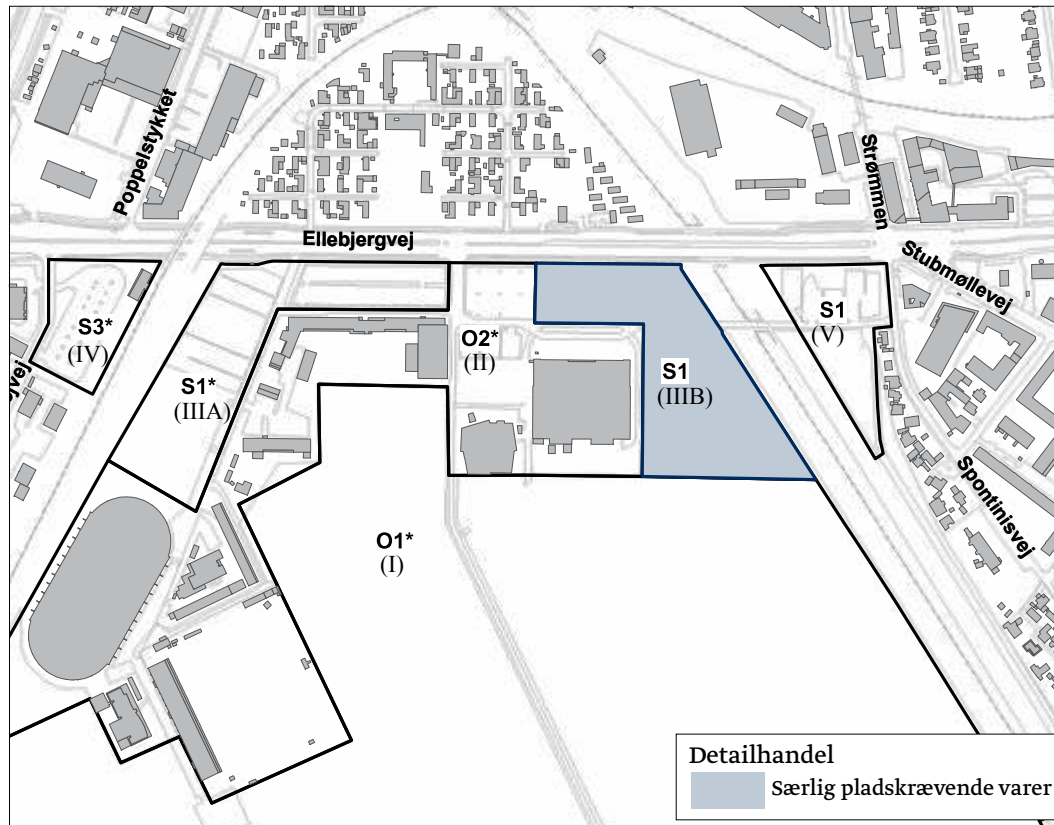 Poppelstykket
Strømmen
Ellebjergvej
Stubmøllevej
S3*
(IV)
S1
(V)
O2*
(II)
S1*
(IIIA)
S1
(IIIB)
Spontinisvej
O1*
(I)
Detailhandel
Særlig pladskrævende varer